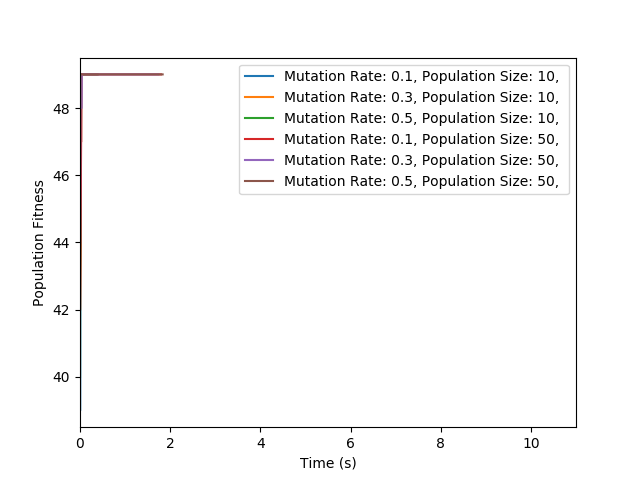 Mutation Rate: 0.1, Population Size: 10,
Mutation Rate: 0.3, Population Size: 10,
Mutation Rate: 0.5, Population Size: 10,
Mutation Rate: 0.1, Population Size: 50,
Mutation Rate: 0.3, Population Size: 50,
Mutation Rate: 0.5, Population Size: 50,
Population Fitness
48
46
44
42
40
0 2 4 6 8 10
Time (s)